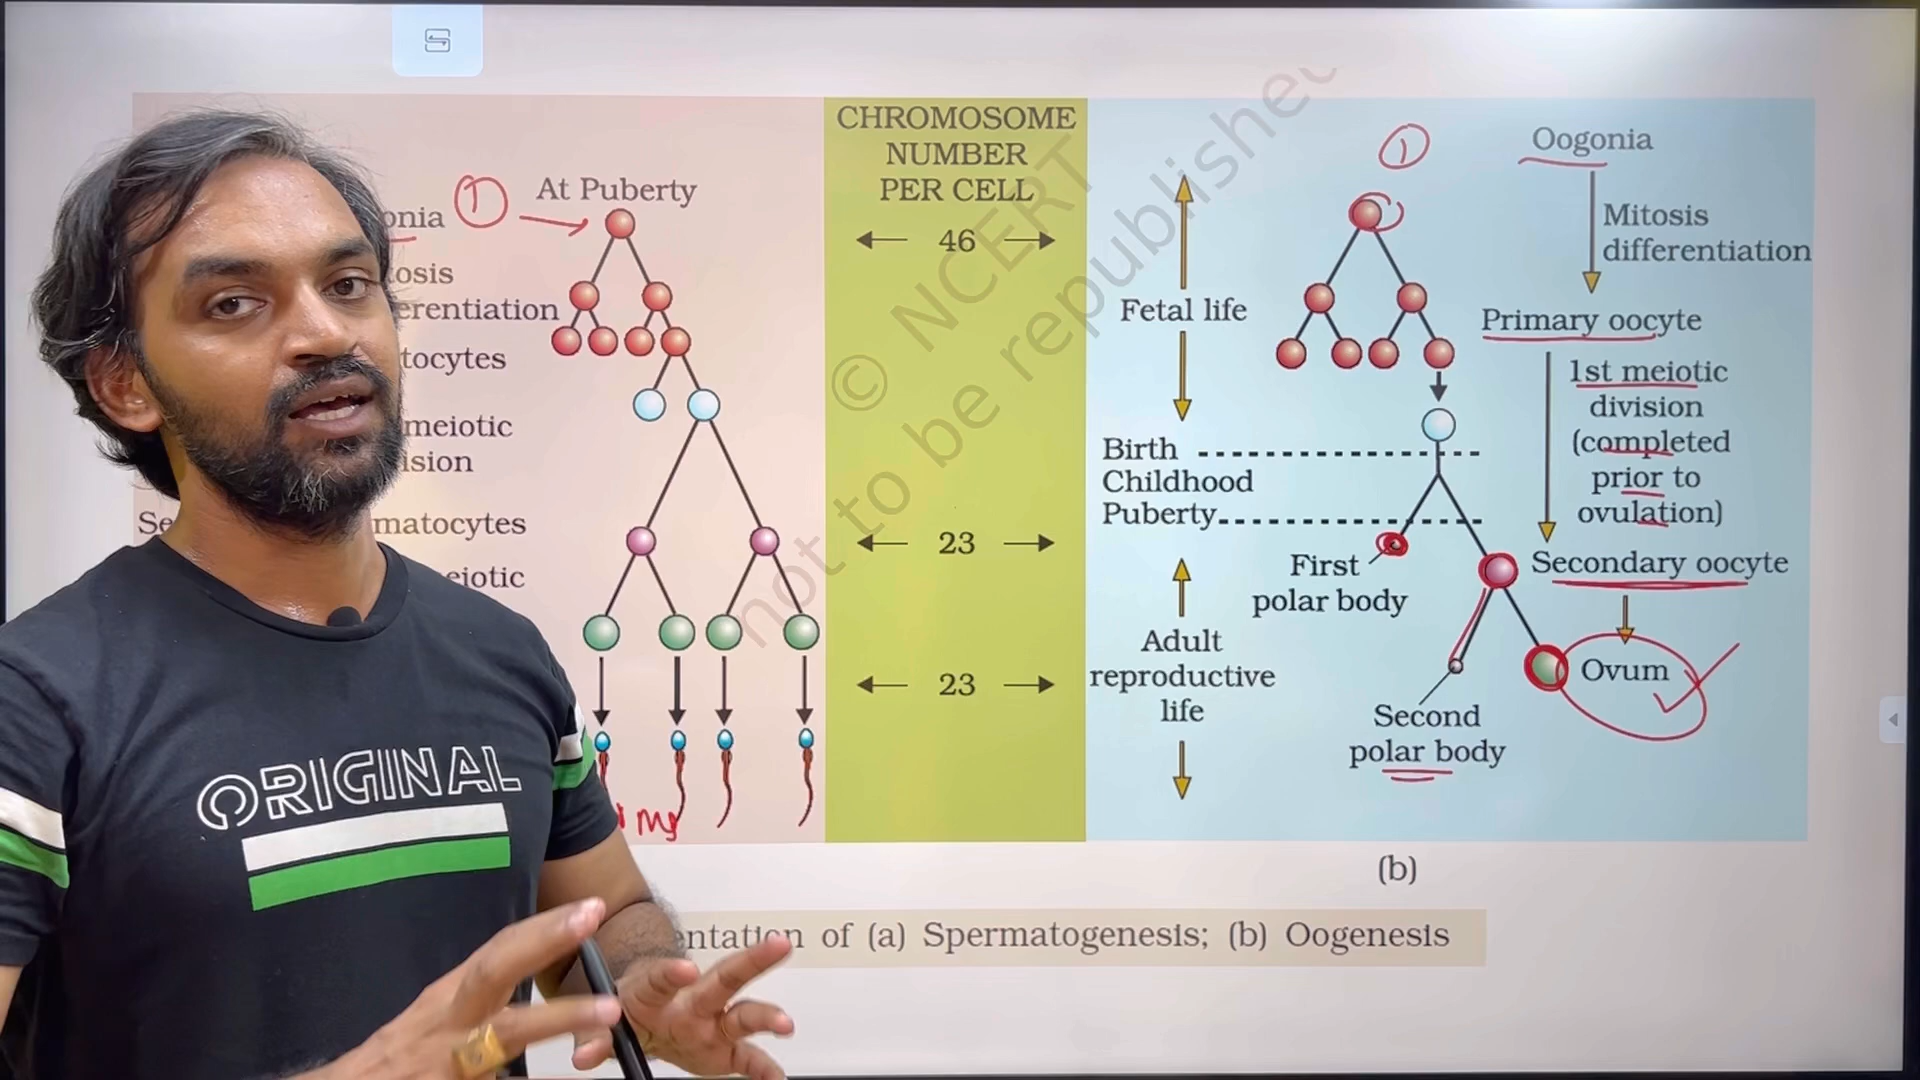 At Puberty
onia
tosis
erentiation
tocytes
meiotic
ision
Se matocytes
eiotic
CHROMOSOME
NUMBER
PER CELL
46
23
23
© NCERT
not to be republished
1
1
Oogonia
Mitosis
differentiation
Fetal life
Primary oocyte
1st meiotic
division
(completed
prior to
ovulation)
Birth
Childhood
Puberty
First
polar body
Secondary oocyte
Adult
reproductive
life
Ovum
Second
polar body
(b)
entation of (a) Spermatogenesis; (b) Oogenesis
ORIGINAL